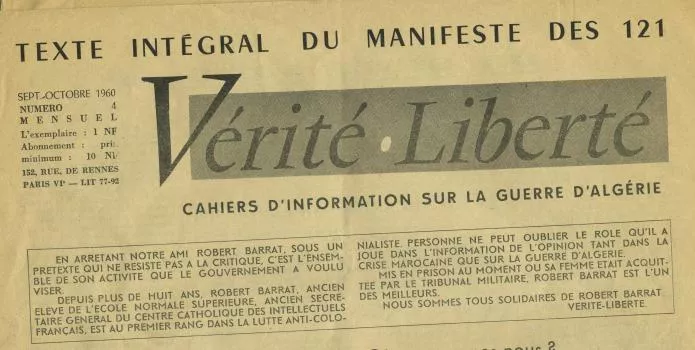 TEXTE INTÉGRAL DU MANIFESTE DES 121
SEPT.-OCTOBRE 1960
NUMERO 4
MENSUEL
L'exemplaire : 1 NF
Abonnement : prix
minimum : 10 NF
152, RUE DE RENNES
PARIS VIe — LIT 77-92
Vérité · Liberté
CAHIERS D'INFORMATION SUR LA GUERRE D'ALGÉRIE
EN ARRETANT NOTRE AMI ROBERT BARRAT, SOUS UN
PRETEXTE QUI NE RESISTE PAS A LA CRITIQUE, C'EST L'ENSEM-
BLE DE SON ACTIVITE QUE LE GOUVERNEMENT A VOULU
VISER.
DEPUIS PLUS DE HUIT ANS, ROBERT BARRAT, ANCIEN
ELEVE DE L'ECOLE NORMALE SUPERIEURE, ANCIEN SECRE-
TAIRE GENERAL DU CENTRE CATHOLIQUE DES INTELLECTUELS
FRANÇAIS, EST AU PREMIER RANG DANS LA LUTTE ANTI-COLO-
NIALISTE. PERSONNE NE PEUT OUBLIER LE ROLE QU'IL A
JOUE DANS L'INFORMATION DE L'OPINION TANT DANS LA
CRISE MAROCAINE QUE SUR LA GUERRE D'ALGERIE.
MIS EN PRISON AU MOMENT OU SA FEMME ETAIT ACQUIT-
TEE PAR LE TRIBUNAL MILITAIRE, ROBERT BARRAT EST L'UN
DES MEILLEURS.
NOUS SOMMES TOUS SOLIDAIRES DE ROBERT BARRAT.
VERITE-LIBERTE.
nous ?